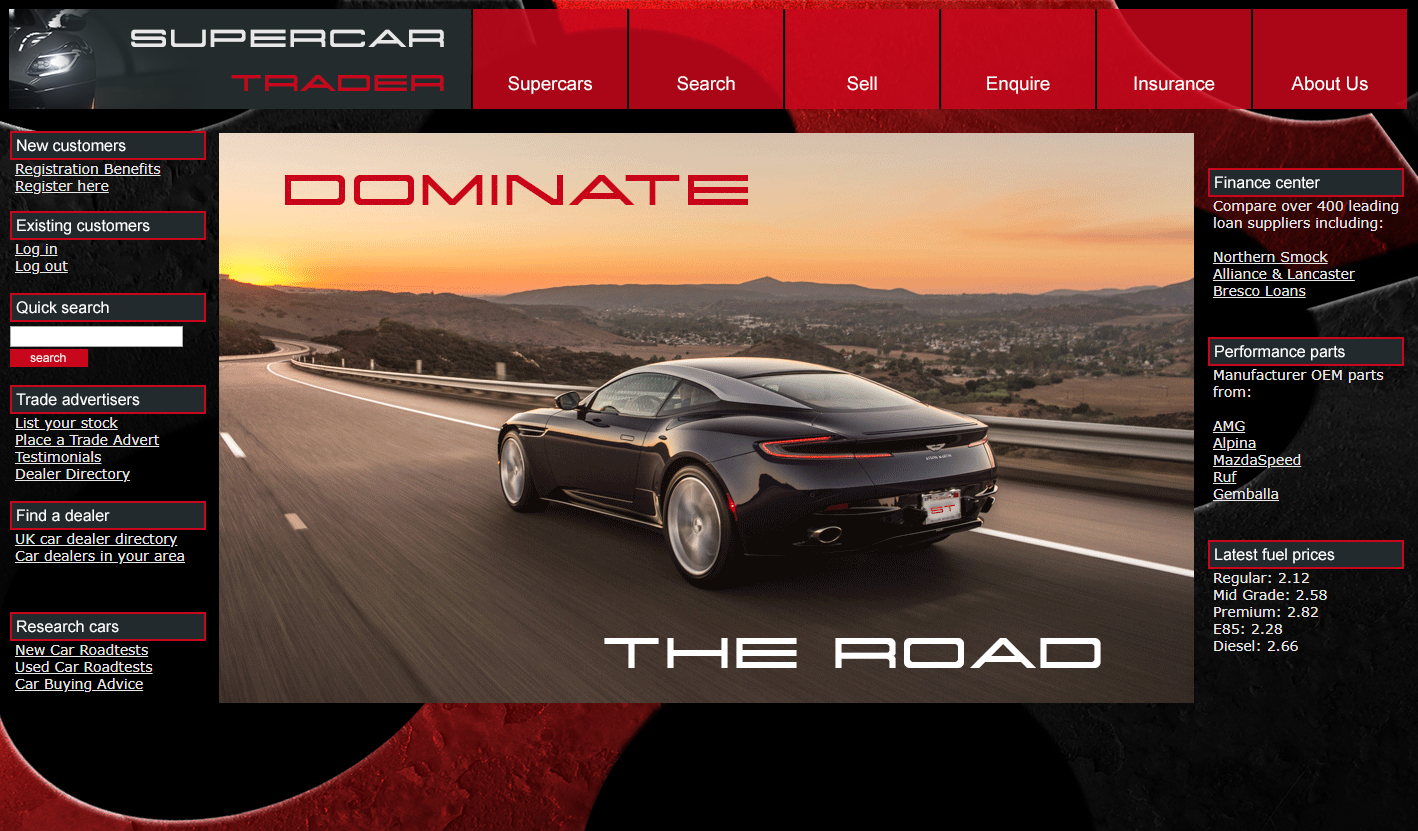 SUPERCAR
TRADER
Supercars
Search
Sell
Enquire
Insurance
About Us
New customers
Registration Benefits
Register here
Existing customers
Log in
Log out
Quick search
search
Trade advertisers
List your stock
Place a Trade Advert
Testimonials
Dealer Directory
Find a dealer
UK car dealer directory
Car dealers in your area
Research cars
New Car Roadtests
Used Car Roadtests
Car Buying Advice
DOMINATE
ASTON MARTIN
ST
THE ROAD
Finance center
Compare over 400 leading
loan suppliers including:
Northern Smock
Alliance & Lancaster
Bresco Loans
Performance parts
Manufacturer OEM parts
from:
AMG
Alpina
MazdaSpeed
Ruf
Gemballa
Latest fuel prices
Regular: 2.12
Mid Grade: 2.58
Premium: 2.82
E85: 2.28
Diesel: 2.66